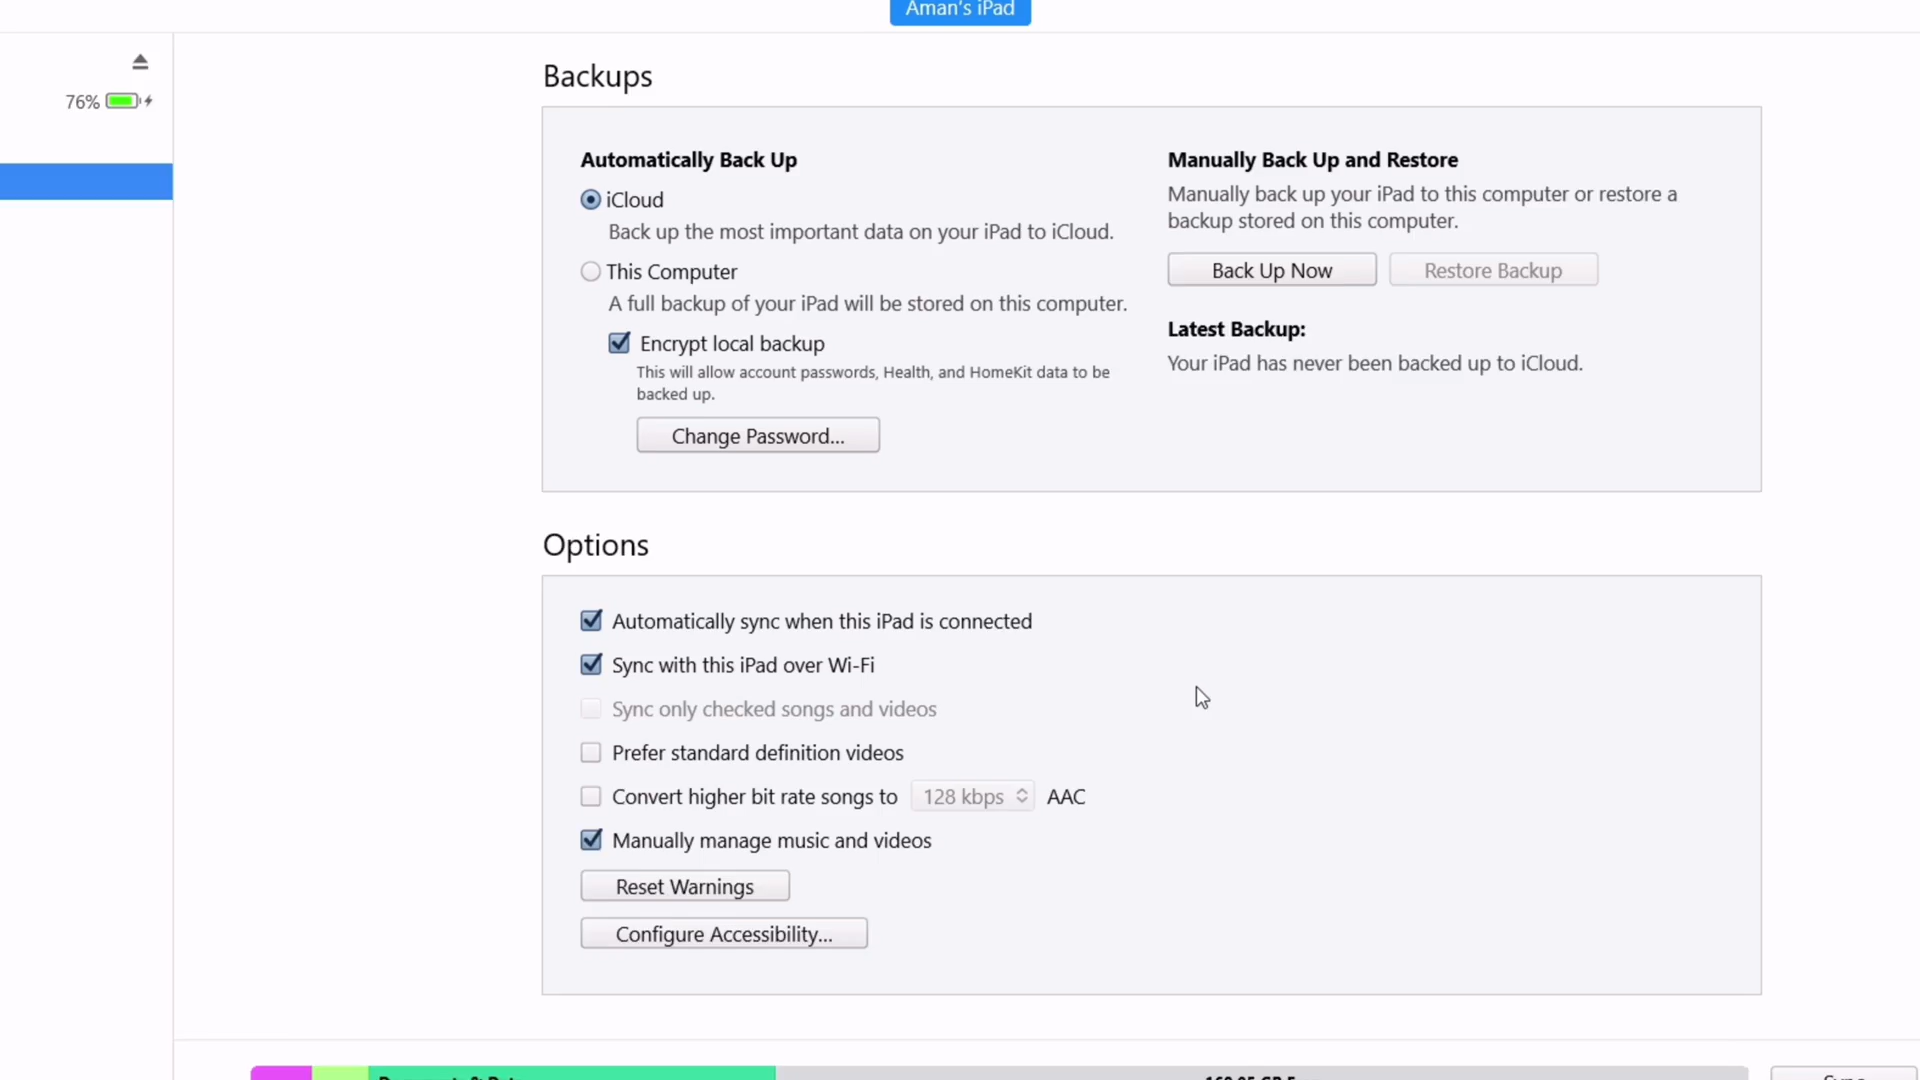 Aman's iPad
76%
Backups
Automatically Back Up
iCloud
Back up the most important data on your iPad to iCloud.
This Computer
A full backup of your iPad will be stored on this computer.
Encrypt local backup
This will allow account passwords, Health, and HomeKit data to be
backed up.
Change Password...
Manually Back Up and Restore
Manually back up your iPad to this computer or restore a
backup stored on this computer.
Back Up Now
Restore Backup
Latest Backup:
Your iPad has never been backed up to iCloud.
Options
Automatically sync when this iPad is connected
Sync with this iPad over Wi-Fi
Sync only checked songs and videos
Prefer standard definition videos
Convert higher bit rate songs to 128 kbps AAC
Manually manage music and videos
Reset Warnings
Configure Accessibility...